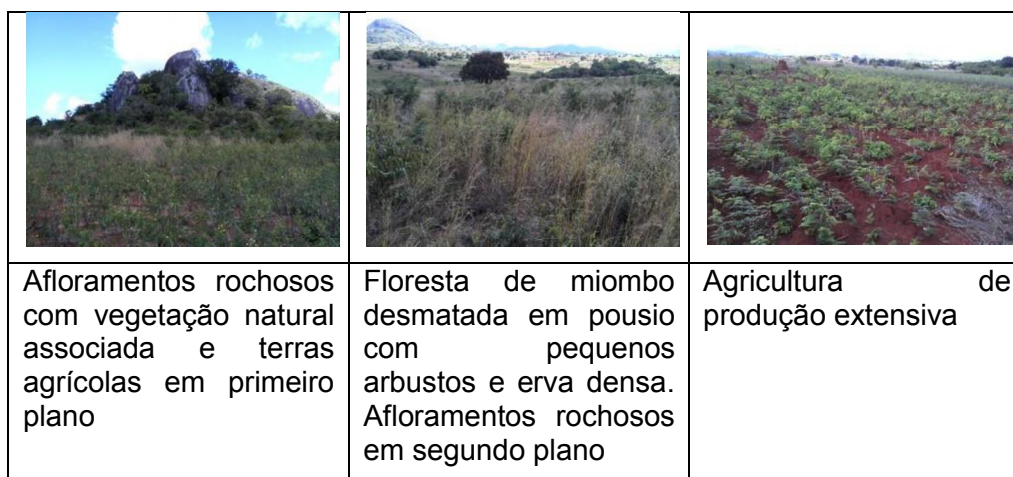 Afloramentos rochosos
com vegetação natural
associada e terras
agrícolas em primeiro
plano
Floresta de miombo
desmatada em pousio
com pequenos
arbustos e erva densa.
Afloramentos rochosos
em segundo plano
Agricultura de
produção extensiva